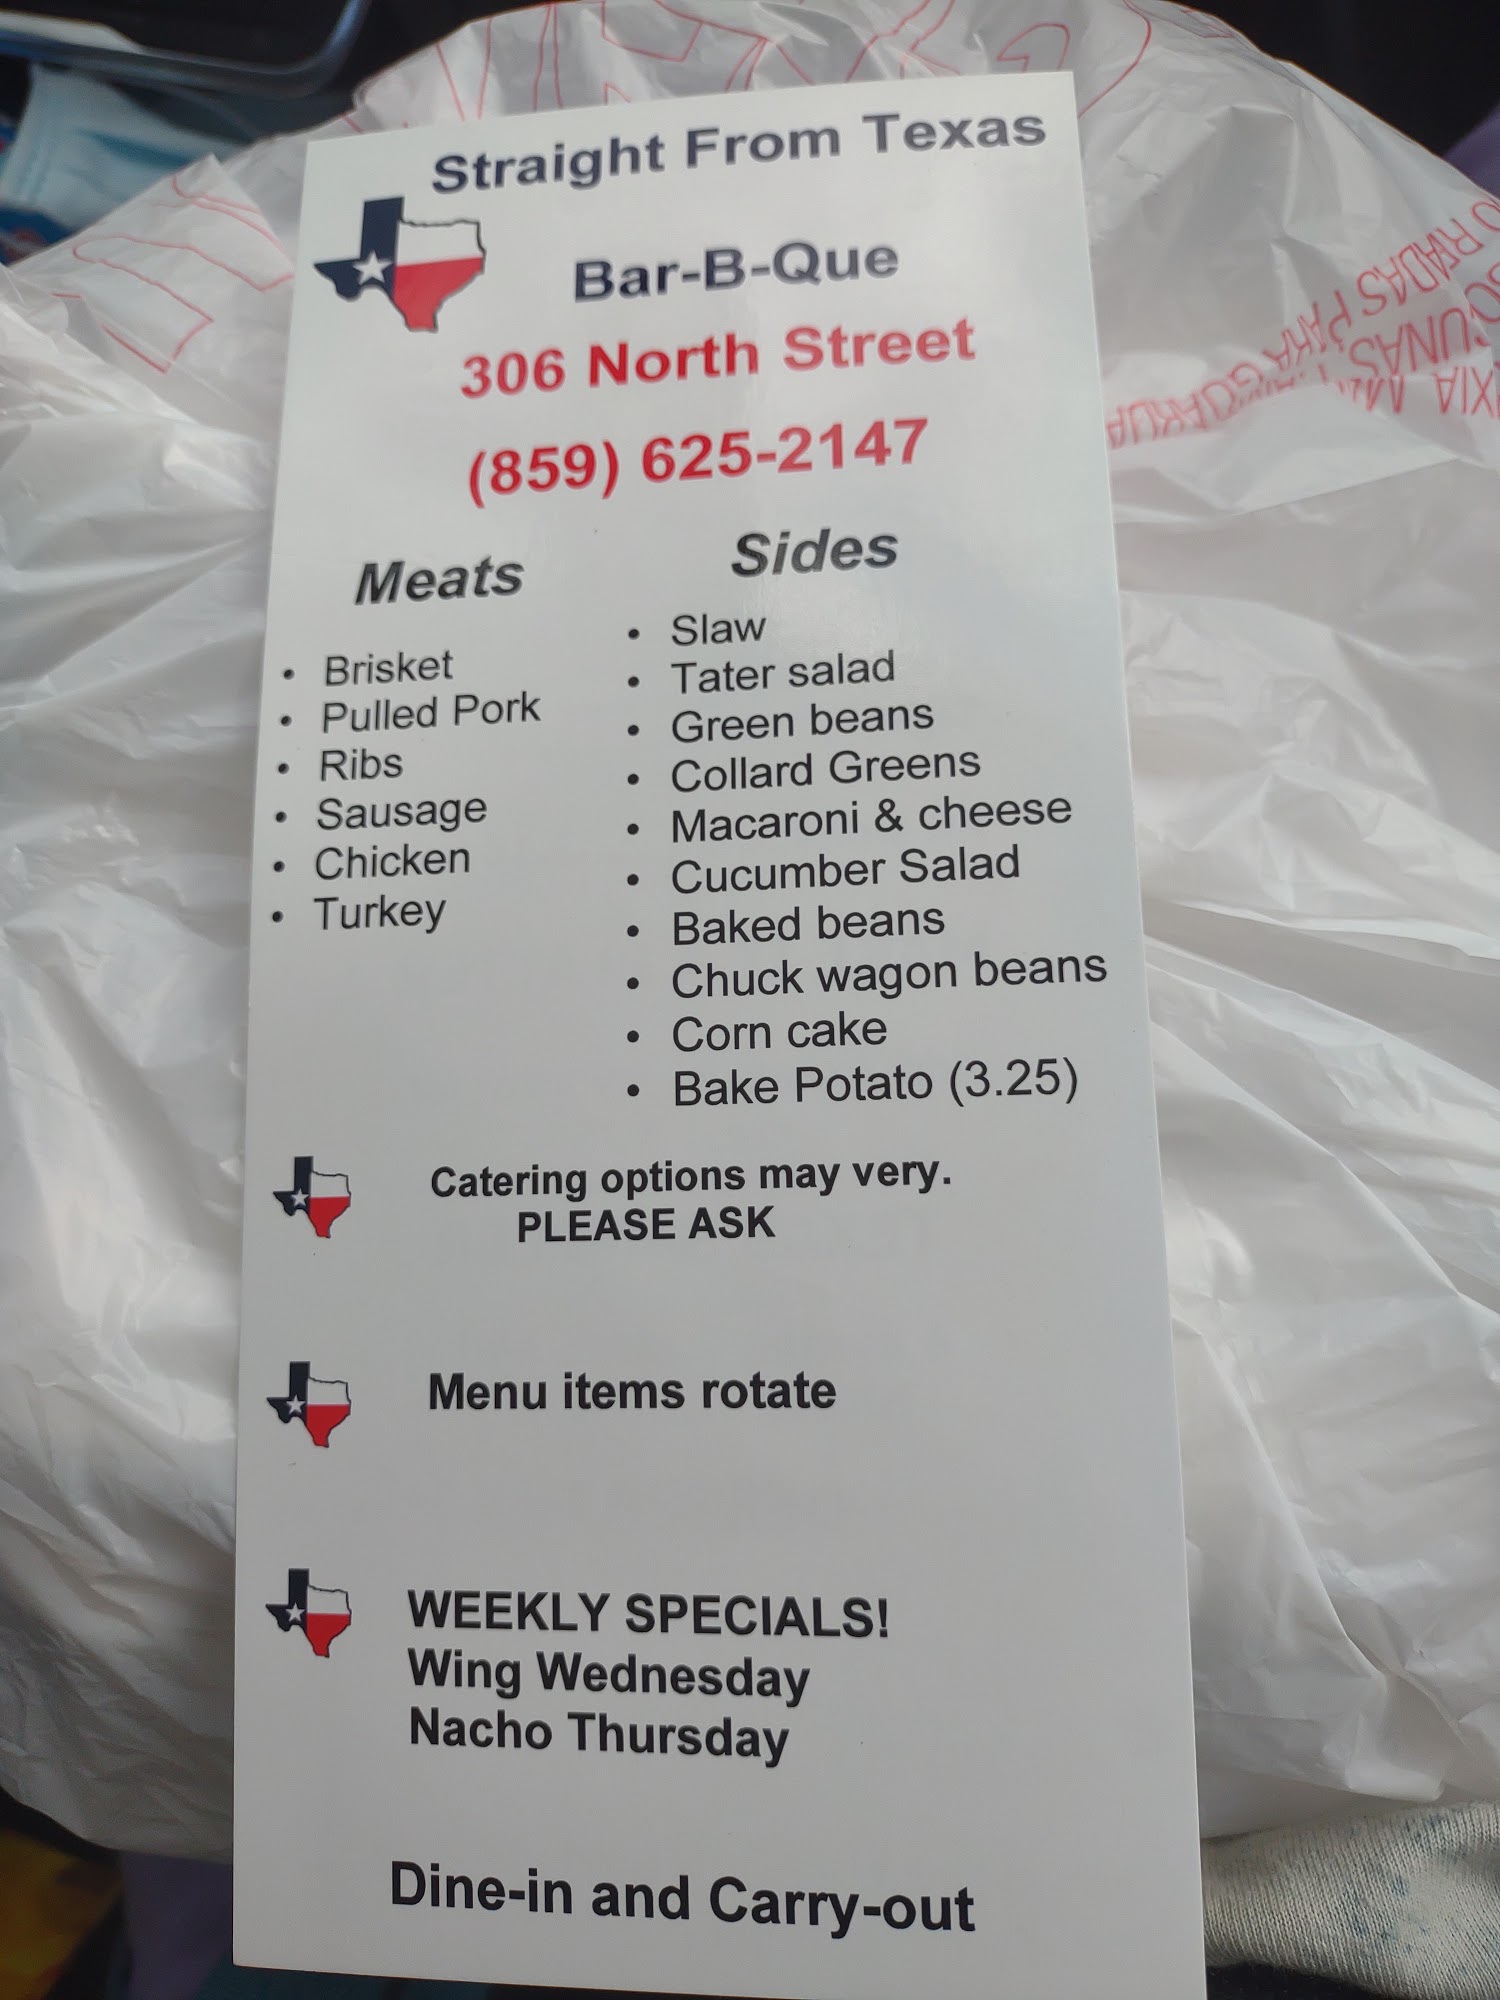 Straight From Texas
Bar-B-Que
306 North Street
(859) 625-2147
Meats
• Brisket
• Pulled Pork
• Ribs
• Sausage
• Chicken
• Turkey
Sides
• Slaw
• Tater salad
• Green beans
• Collard Greens
• Macaroni & cheese
• Cucumber Salad
• Baked beans
• Chuck wagon beans
• Corn cake
• Bake Potato (3.25)
Catering options may very.
PLEASE ASK
Menu items rotate
WEEKLY SPECIALS!
Wing Wednesday
Nacho Thursday
Dine-in and Carry-out